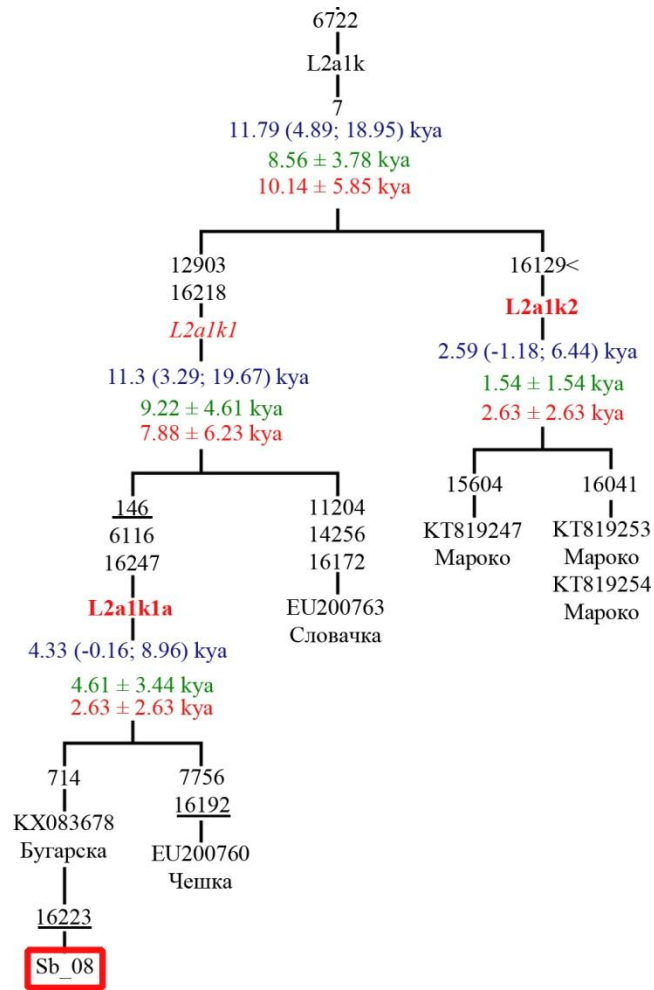 6722
L2a1k
7
11.79 (4.89; 18.95) kya
8.56 ± 3.78 kya
10.14 ± 5.85 kya
12903
16218
L2a1k1
11.3 (3.29; 19.67) kya
9.22 ± 4.61 kya
7.88 ± 6.23 kya
16129<
L2a1k2
2.59 (-1.18; 6.44) kya
1.54 ± 1.54 kya
2.63 ± 2.63 kya
146
6116
16247
L2a1k1a
4.33 (-0.16; 8.96) kya
4.61 ± 3.44 kya
2.63 ± 2.63 kya
11204
14256
16172
EU200763
Словачка
15604
KT819247
Мароко
16041
KT819253
Мароко
KT819254
Мароко
714
KX083678
Бугарска
16223
Sb_08
7756
16192
EU200760
Чешка